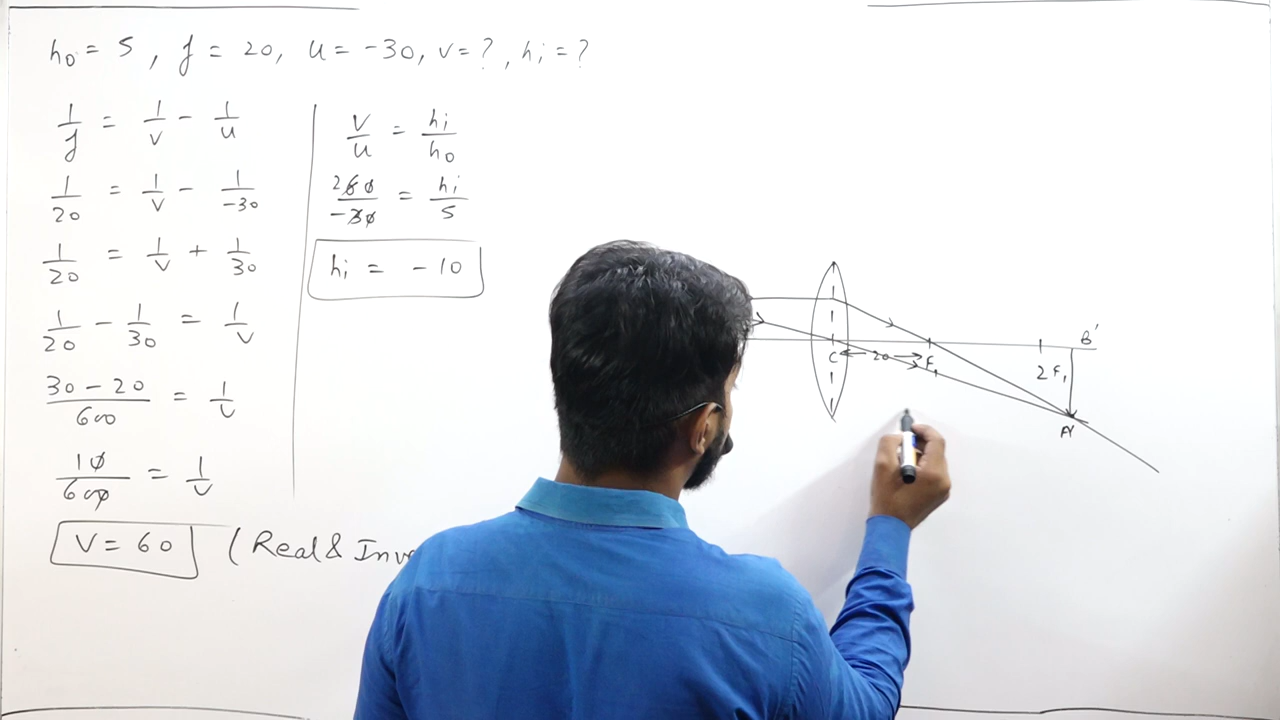 h₀ = 5 , f = 20, u = -30, v = ? , hi = ?
1/f = 1/v - 1/u
1/20 = 1/v - 1/-30
1/20 = 1/v + 1/30
1/20 - 1/30 = 1/v
30 - 20/600 = 1/v
10/600 = 1/v
V = 60 (Real &
V/u = hi/h₀
260/-30 = hi/5
hi = -10
C 20 F₁
2F₁
B'
A'